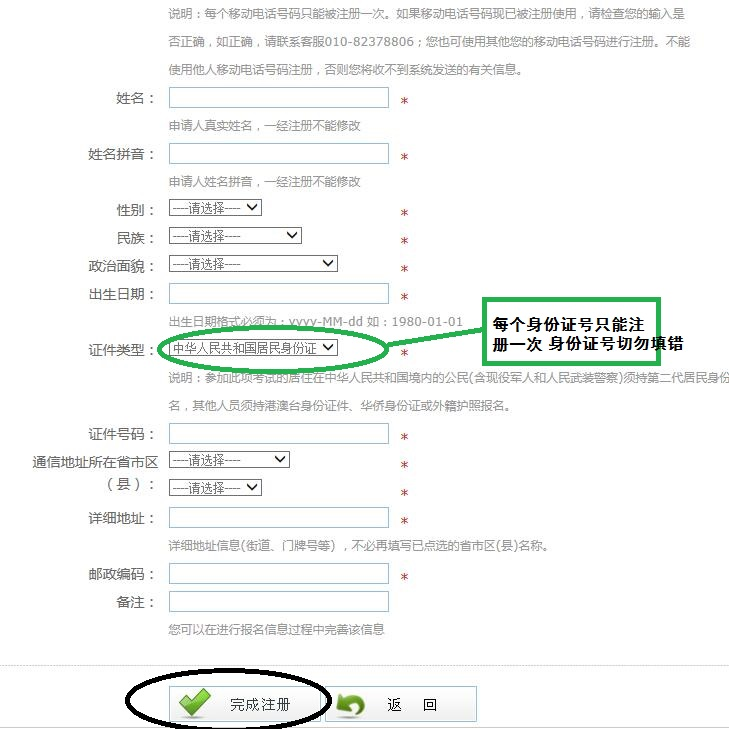 说明：每个移动电话号码只能被注册一次。如果移动电话号码现已被注册使用，请检查您的输入是
否正确，如正确，请联系客服010-82378806；您也可使用其他您的移动电话号码进行注册。不能
使用他人移动电话号码注册，否则您将收不到系统发送的有关信息。
姓名： *
申请人真实姓名，一经注册不能修改
姓名拼音： *
申请人姓名拼音，一经注册不能修改
性别： ----请选择---- *
民族： ----请选择---- *
政治面貌： ----请选择---- *
出生日期： *
出生日期格式必须为：yyyy-MM-dd 如：1980-01-01
每个身份证号只能注
册一次 身份证号切勿填错
证件类型： 中华人民共和国居民身份证 *
说明：参加此项考试的居住在中华人民共和国境内的公民(含现役军人和人民武装警察)须持第二代居民身份
名，其他人员须持港澳台身份证件、华侨身份证或外籍护照报名。
证件号码： *
通信地址所在省市区 ----请选择---- *
（县）： ----请选择---- *
详细地址： *
详细地址信息(街道、门牌号等），不必再填写已点选的省市区(县)名称。
邮政编码： *
备注：
您可以在进行报名信息过程中完善该信息
完成注册 返 回